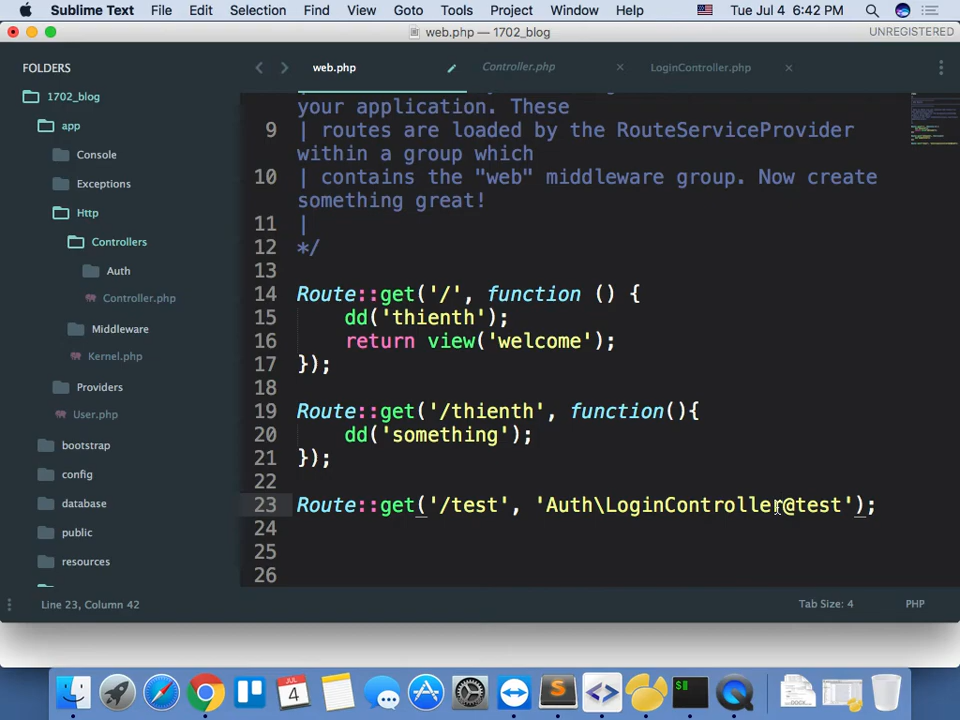 Sublime Text File Edit Selection Find View Goto Tools Project Window Help Tue Jul 4 6:42 PM
web.php — 1702_blog UNREGISTERED
FOLDERS
1702_blog
app
Console
Exceptions
Http
Controllers
Auth
Controller.php
Middleware
Kernel.php
Providers
User.php
bootstrap
config
database
public
resources
web.php Controller.php × LoginController.php ×
your application. These
9 | routes are loaded by the RouteServiceProvider
within a group which
10 | contains the "web" middleware group. Now create
something great!
11 |
12 */
13
14 Route::get('/', function () {
15 dd('thienth');
16 return view('welcome');
17 });
18
19 Route::get('/thienth', function(){
20 dd('something');
21 });
22
23 Route::get('/test', 'Auth\LoginController@test');
24
25
26
Line 23, Column 42 Tab Size: 4 PHP
4